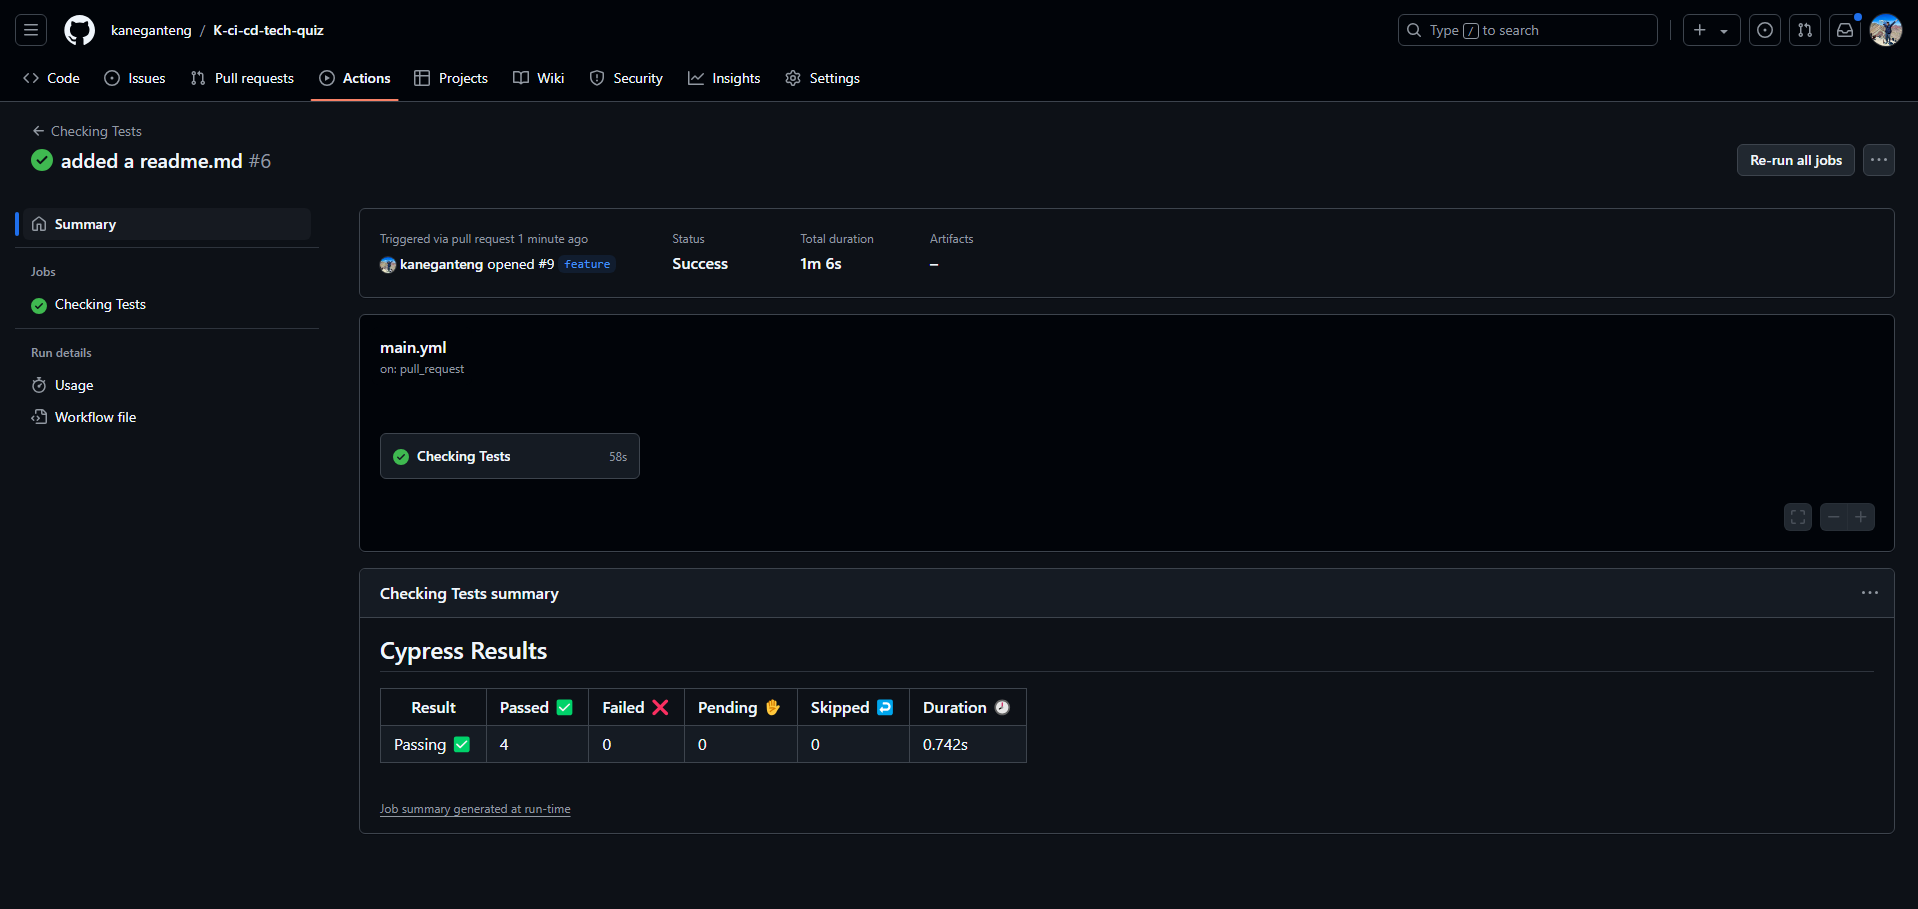 kaneganteng / K-ci-cd-tech-quiz
Type / to search
Code Issues Pull requests Actions Projects Wiki Security Insights Settings
Checking Tests
added a readme.md #6
Re-run all jobs
Summary
Jobs
Checking Tests
Run details
Usage
Workflow file
Triggered via pull request 1 minute ago
kaneganteng opened #9 feature
Status
Success
Total duration
1m 6s
Artifacts
–
main.yml
on: pull_request
Checking Tests 58s
Checking Tests summary
Cypress Results
Result Passed ✅ Failed ❌ Pending ✋ Skipped ↩️ Duration 🕗
Passing ✅ 4 0 0 0 0.742s
Job summary generated at run-time